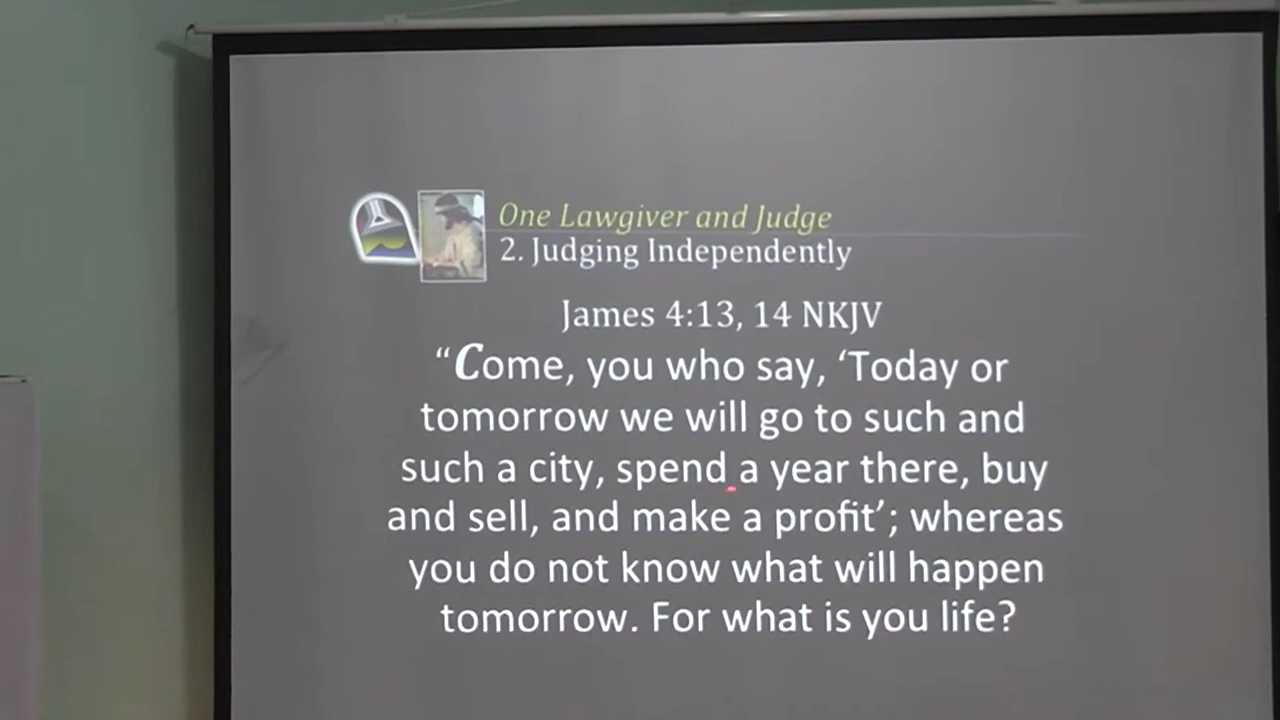 One Lawgiver and Judge
2. Judging Independently
James 4:13, 14 NKJV
“Come, you who say, ‘Today or
tomorrow we will go to such and
such a city, spend a year there, buy
and sell, and make a profit’; whereas
you do not know what will happen
tomorrow. For what is you life?